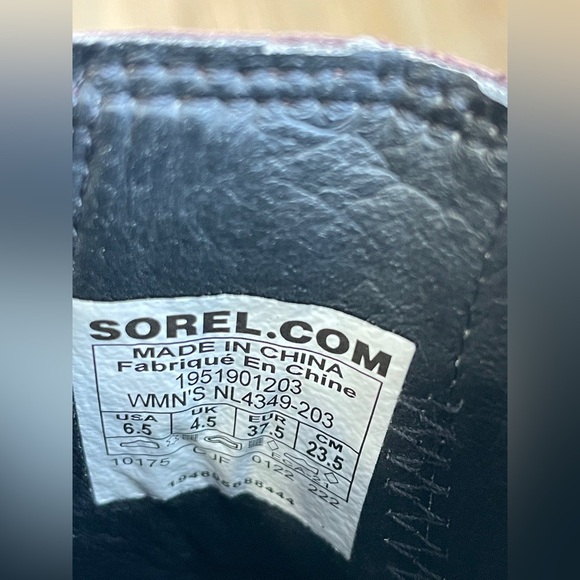 SOREL.COM
MADE IN CHINA
Fabriqué En Chine
1951901203
WMN'S NL4349-203
USA UK EUR CM
6.5 4.5 37.5 23.5
10175 0122 222